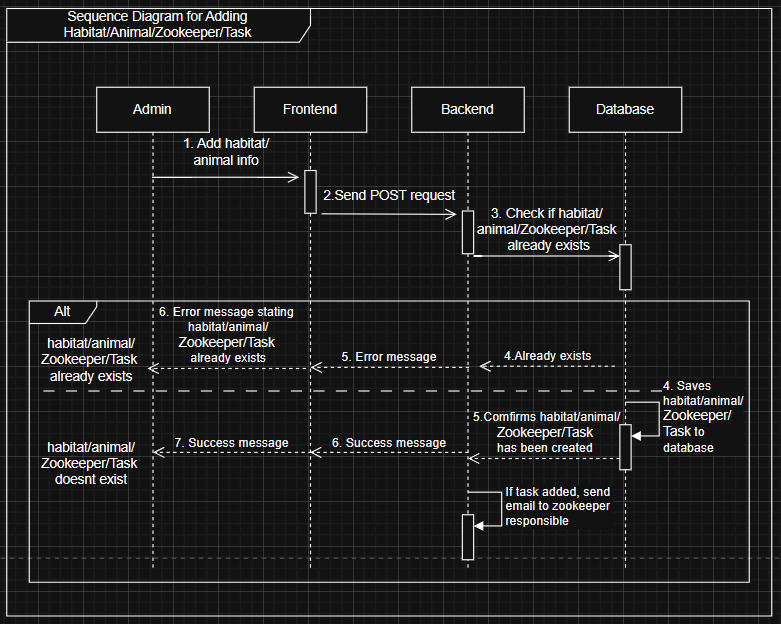 Sequence Diagram for Adding
Habitat/Animal/Zookeeper/Task
Admin
Frontend
Backend
Database
1. Add habitat/
animal info
2.Send POST request
3. Check if habitat/
animal/Zookeeper/Task
already exists
Alt
habitat/animal/
Zookeeper/Task
already exists
6. Error message stating
habitat/animal/
Zookeeper/Task
already exists
5. Error message
4.Already exists
4. Saves
habitat/animal/
Zookeeper/
Task to
database
5.Comfirms habitat/animal/
Zookeeper/Task
has been created
6. Success message
7. Success message
habitat/animal/
Zookeeper/Task
doesnt exist
If task added, send
email to zookeeper
responsible